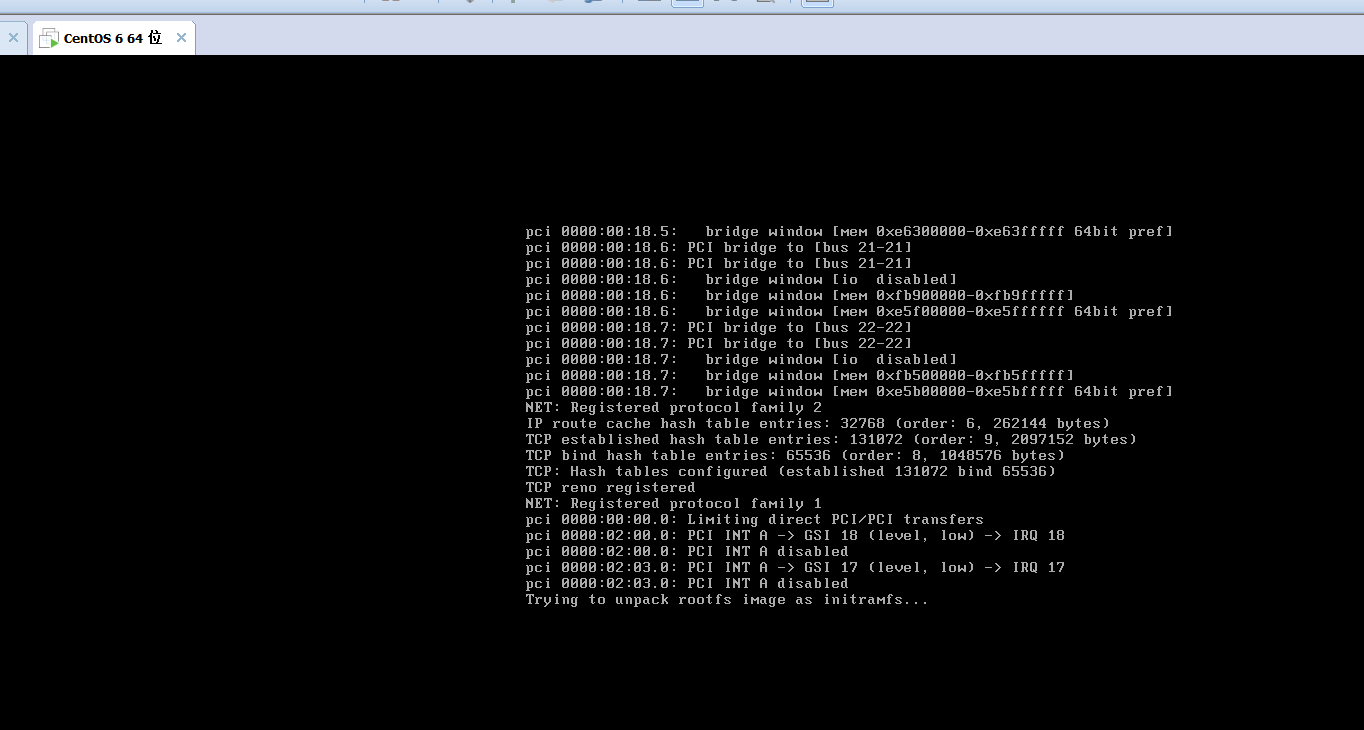 CentOS 6 64 位
pci 0000:00:18.5:   bridge window [mem 0xe6300000-0xe63fffff 64bit pref]
pci 0000:00:18.6: PCI bridge to [bus 21-21]
pci 0000:00:18.6: PCI bridge to [bus 21-21]
pci 0000:00:18.6:   bridge window [io  disabled]
pci 0000:00:18.6:   bridge window [mem 0xfb900000-0xfb9fffff]
pci 0000:00:18.6:   bridge window [mem 0xe5f00000-0xe5ffffff 64bit pref]
pci 0000:00:18.7: PCI bridge to [bus 22-22]
pci 0000:00:18.7: PCI bridge to [bus 22-22]
pci 0000:00:18.7:   bridge window [io  disabled]
pci 0000:00:18.7:   bridge window [mem 0xfb500000-0xfb5fffff]
pci 0000:00:18.7:   bridge window [mem 0xe5b00000-0xe5bfffff 64bit pref]
NET: Registered protocol family 2
IP route cache hash table entries: 32768 (order: 6, 262144 bytes)
TCP established hash table entries: 131072 (order: 9, 2097152 bytes)
TCP bind hash table entries: 65536 (order: 8, 1048576 bytes)
TCP: Hash tables configured (established 131072 bind 65536)
TCP reno registered
NET: Registered protocol family 1
pci 0000:00:00.0: Limiting direct PCI/PCI transfers
pci 0000:02:00.0: PCI INT A -> GSI 18 (level, low) -> IRQ 18
pci 0000:02:00.0: PCI INT A disabled
pci 0000:02:03.0: PCI INT A -> GSI 17 (level, low) -> IRQ 17
pci 0000:02:03.0: PCI INT A disabled
Trying to unpack rootfs image as initramfs...